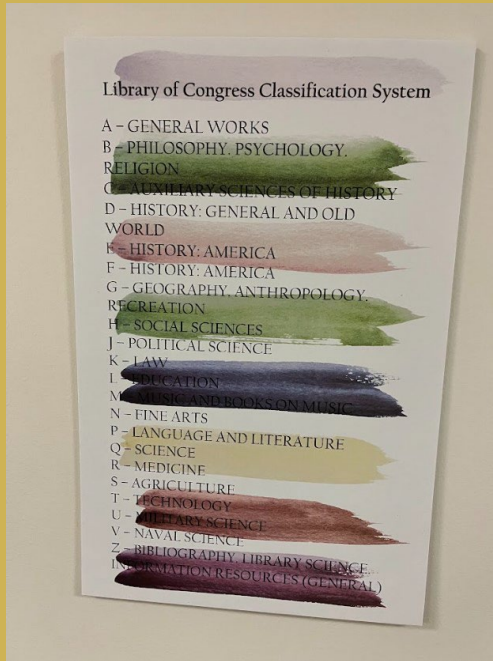 Library of Congress Classification System
A – GENERAL WORKS
B – PHILOSOPHY. PSYCHOLOGY.
RELIGION
C – AUXILIARY SCIENCES OF HISTORY
D – HISTORY: GENERAL AND OLD
WORLD
E – HISTORY: AMERICA
F – HISTORY: AMERICA
G – GEOGRAPHY. ANTHROPOLOGY.
RECREATION
H – SOCIAL SCIENCES
J – POLITICAL SCIENCE
K – LAW
L – EDUCATION
M – MUSIC AND BOOKS ON MUSIC
N – FINE ARTS
P – LANGUAGE AND LITERATURE
Q – SCIENCE
R – MEDICINE
S – AGRICULTURE
T – TECHNOLOGY
U – MILITARY SCIENCE
V – NAVAL SCIENCE
Z – BIBLIOGRAPHY. LIBRARY SCIENCE.
INFORMATION RESOURCES (GENERAL)